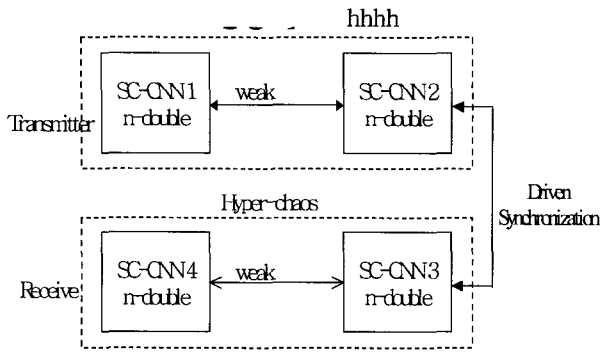 hhhh
SC-CNN1
n-double
weak
SC-CNN2
n-double
Transmitter
Driven
Synchronization
Hyper-chaos
SC-CNN4
n-double
weak
SC-CNN3
n-double
Receive